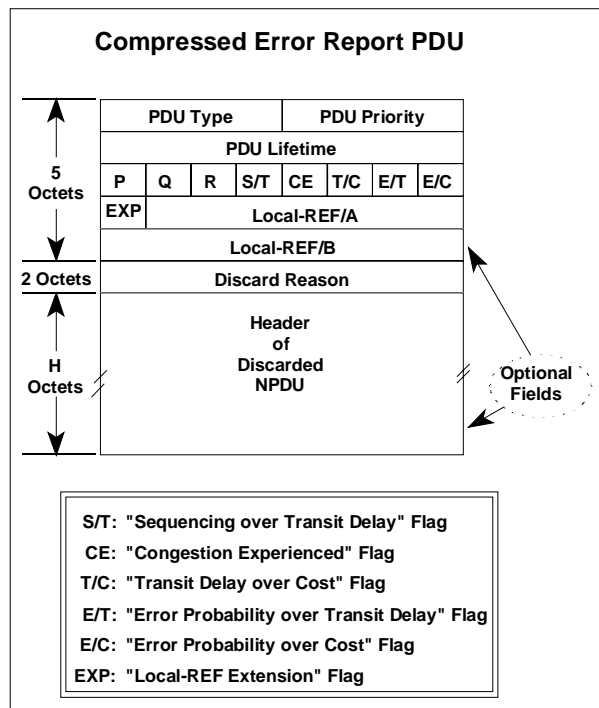 Compressed Error Report PDU
PDU Type PDU Priority
PDU Lifetime
5
Octets
P Q R S/T CE T/C E/T E/C
EXP Local-REF/A
Local-REF/B
2 Octets Discard Reason
H
Octets
Header
of
Discarded
NPDU
Optional
Fields
S/T: "Sequencing over Transit Delay" Flag
CE: "Congestion Experienced" Flag
T/C: "Transit Delay over Cost" Flag
E/T: "Error Probability over Transit Delay" Flag
E/C: "Error Probability over Cost" Flag
EXP: "Local-REF Extension" Flag